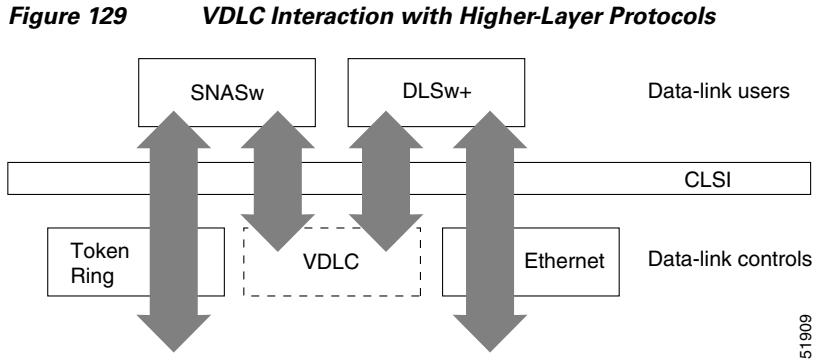 Figure 129 VDLC Interaction with Higher-Layer Protocols
SNASw
DLSw+
Data-link users
CLSI
Token
Ring
VDLC
Ethernet
Data-link controls
51909